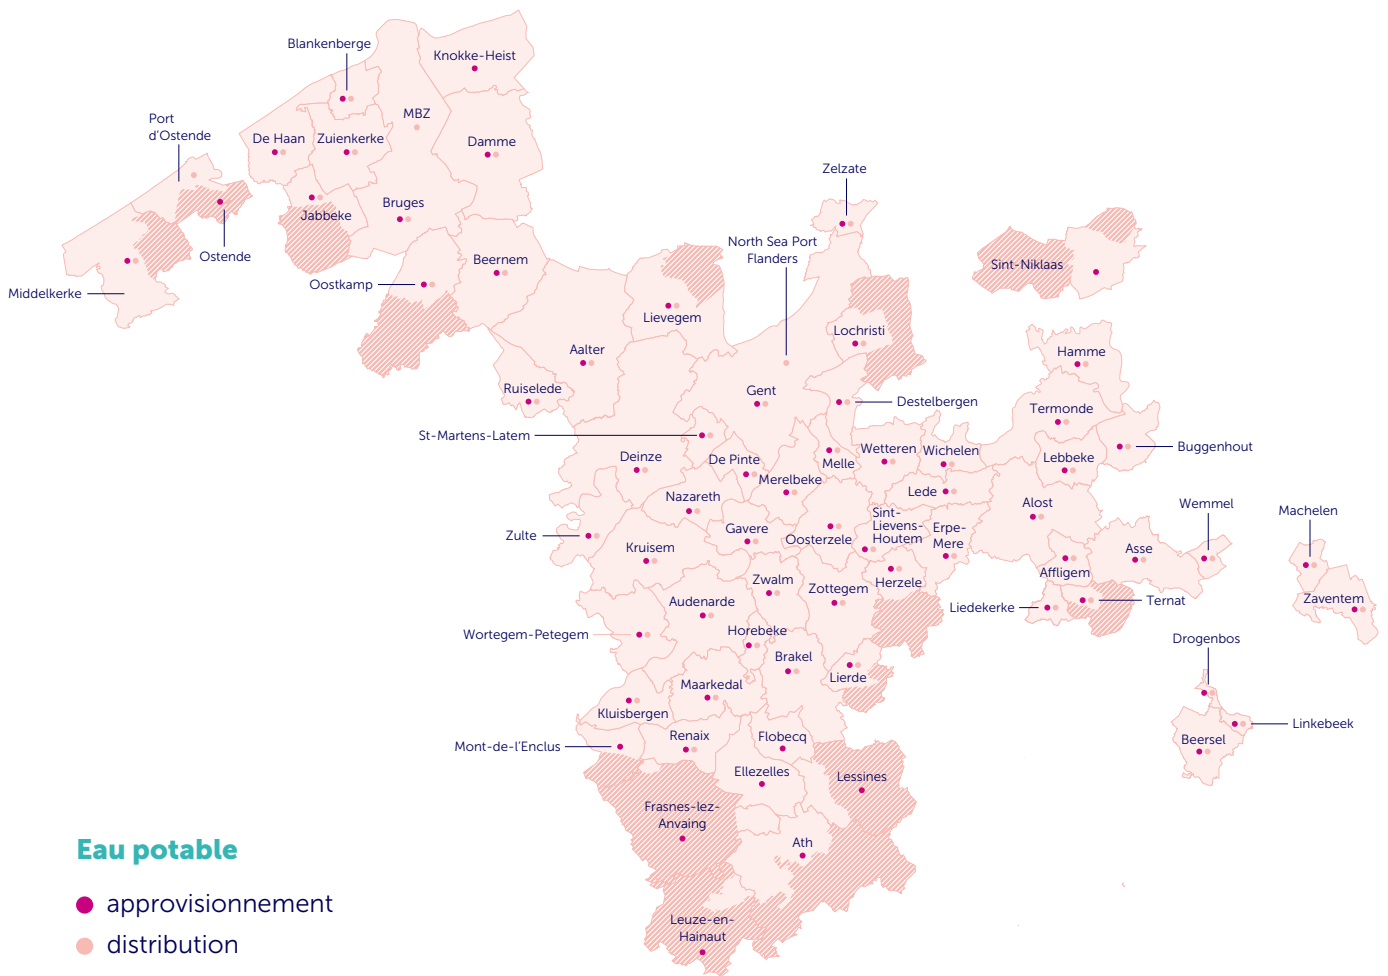 Blankenberge
Knokke-Heist
MBZ
Port
d'Ostende
De Haan
Zuienkerke
Damme
Zelzate
Jabbeke
Bruges
North Sea Port
Flanders
Ostende
Beernem
Sint-Niklaas
Oostkamp
Middelkerke
Lievegem
Lochristi
Aalter
Hamme
Ruiselede
Gent
Destelbergen
Termonde
St-Martens-Latem
Deinze
De Pinte
Melle
Wetteren
Wichelen
Lebbeke
Buggenhout
Merelbeke
Nazareth
Lede
Alost
Wemmel
Machelen
Zulte
Kruisem
Gavere
Oosterzele
Sint-
Lievens-
Houtem
Erpe-
Mere
Asse
Affligem
Zwalm
Zottegem
Herzele
Audenarde
Liedekerke
Ternat
Zaventem
Wortegem-Petegem
Horebeke
Drogenbos
Brakel
Lierde
Maarkedal
Kluisbergen
Linkebeek
Mont-de-l'Enclus
Renaix
Flobecq
Beersel
Ellezelles
Lessines
Frasnes-lez-
Anvaing
Ath
Leuze-en-
Hainaut
Eau potable
approvisionnement
distribution